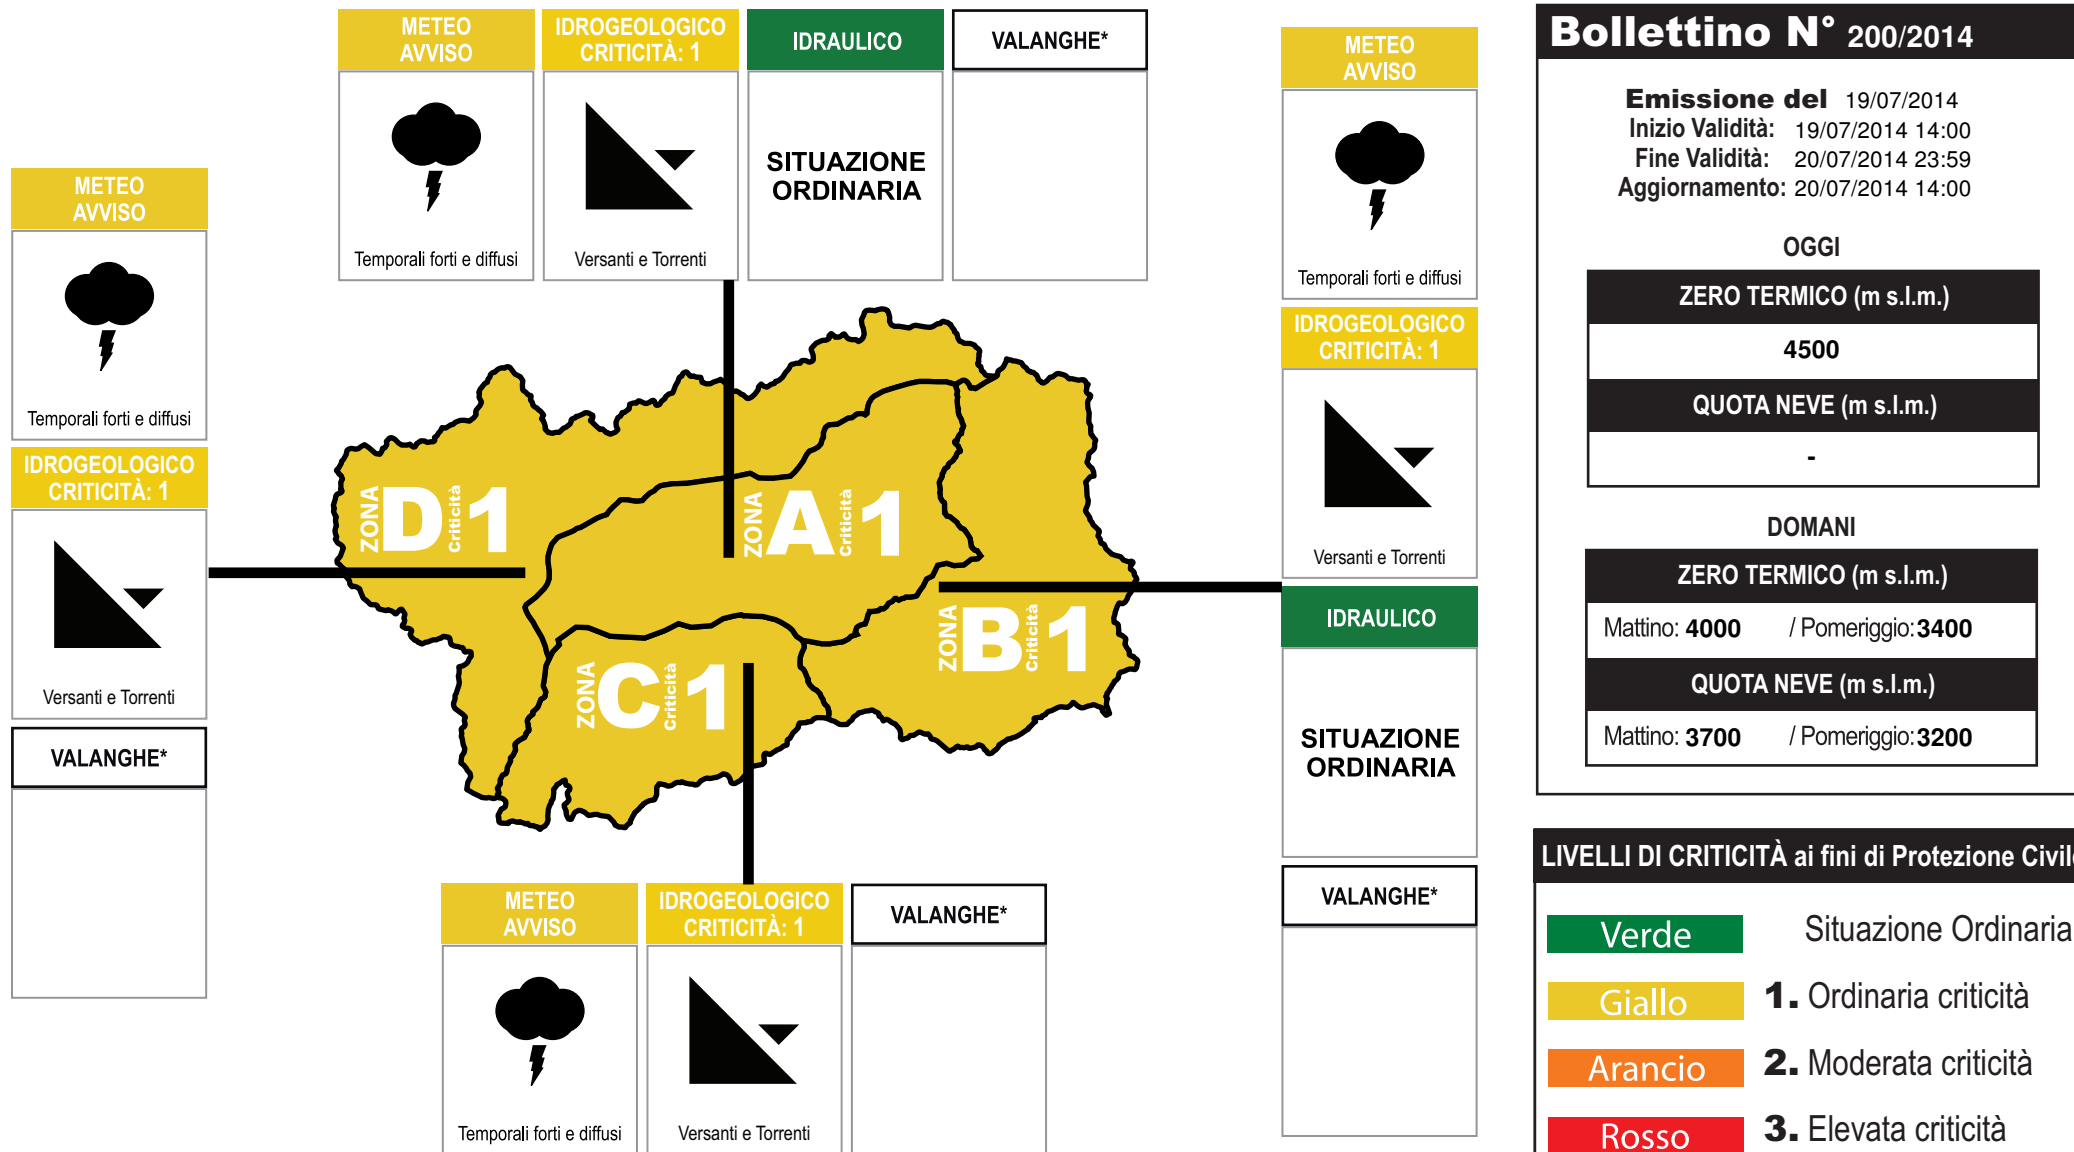 METEO
AVVISO
Temporali forti e diffusi
IDROGEOLOGICO
CRITICITÀ: 1
Versanti e Torrenti
IDRAULICO
SITUAZIONE
ORDINARIA
VALANGHE*
METEO
AVVISO
Temporali forti e diffusi
IDROGEOLOGICO
CRITICITÀ: 1
Versanti e Torrenti
VALANGHE*
ZONA D Criticità 1
ZONA A Criticità 1
ZONA B Criticità 1
ZONA C Criticità 1
METEO
AVVISO
Temporali forti e diffusi
IDROGEOLOGICO
CRITICITÀ: 1
Versanti e Torrenti
VALANGHE*
METEO
AVVISO
Temporali forti e diffusi
IDROGEOLOGICO
CRITICITÀ: 1
Versanti e Torrenti
IDRAULICO
SITUAZIONE
ORDINARIA
VALANGHE*
Bollettino N° 200/2014
Emissione del 19/07/2014
Inizio Validità: 19/07/2014 14:00
Fine Validità: 20/07/2014 23:59
Aggiornamento: 20/07/2014 14:00
OGGI
ZERO TERMICO (m s.l.m.)
4500
QUOTA NEVE (m s.l.m.)
-
DOMANI
ZERO TERMICO (m s.l.m.)
Mattino: 4000 / Pomeriggio: 3400
QUOTA NEVE (m s.l.m.)
Mattino: 3700 / Pomeriggio: 3200
LIVELLI DI CRITICITÀ ai fini di Protezione Civile
Verde Situazione Ordinaria
Giallo 1. Ordinaria criticità
Arancio 2. Moderata criticità
Rosso 3. Elevata criticità